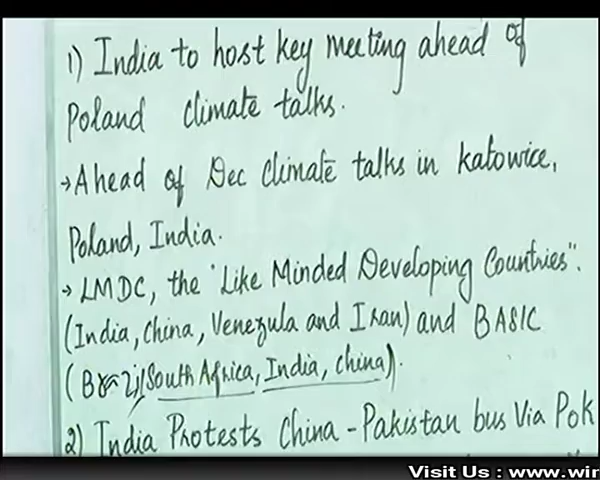 1) India to host key meeting ahead of
Poland climate talks.
→ Ahead of Dec climate talks in Katowice,
Poland, India.
→ LMDC, the "Like Minded Developing Countries".
(India, China, Venezula and Iran) and BASIC
(Brazil, South Africa, India, China).
2) India Protests China - Pakistan bus Via PoK
Visit Us : www.wir